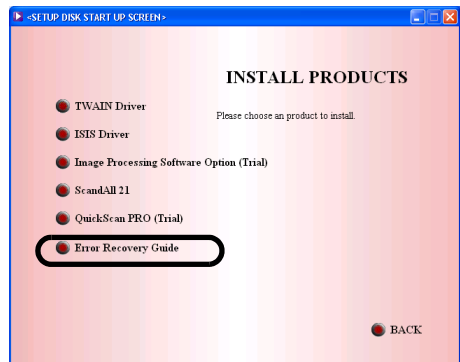 <SETUP DISK START UP SCREEN>
INSTALL PRODUCTS
Please choose an product to install.
TWAIN Driver
ISIS Driver
Image Processing Software Option (Trial)
ScandAll 21
QuickScan PRO (Trial)
Error Recovery Guide
BACK